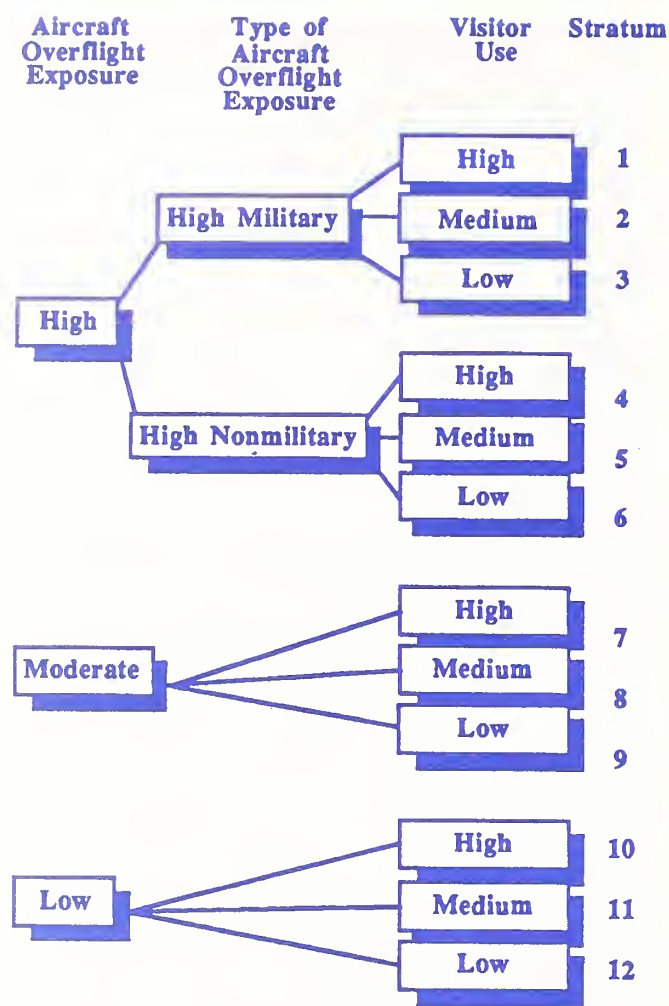 Aircraft Type of Visitor Stratum
Overflight Aircraft Use
Exposure Overflight
Exposure
High 1
High Military Medium 2
Low 3
High
High 4
High Nonmilitary Medium 5
Low 6
High 7
Moderate Medium 8
Low 9
High 10
Low Medium 11
Low 12